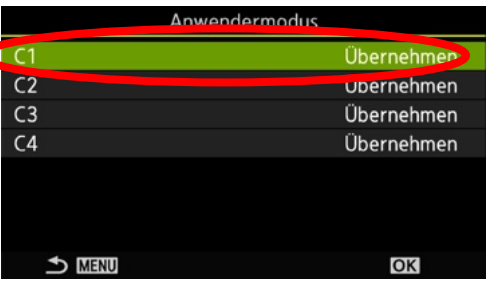 Anwendermodus
C1 Übernehmen
C2 Übernehmen
C3 Übernehmen
C4 Übernehmen
MENU OK